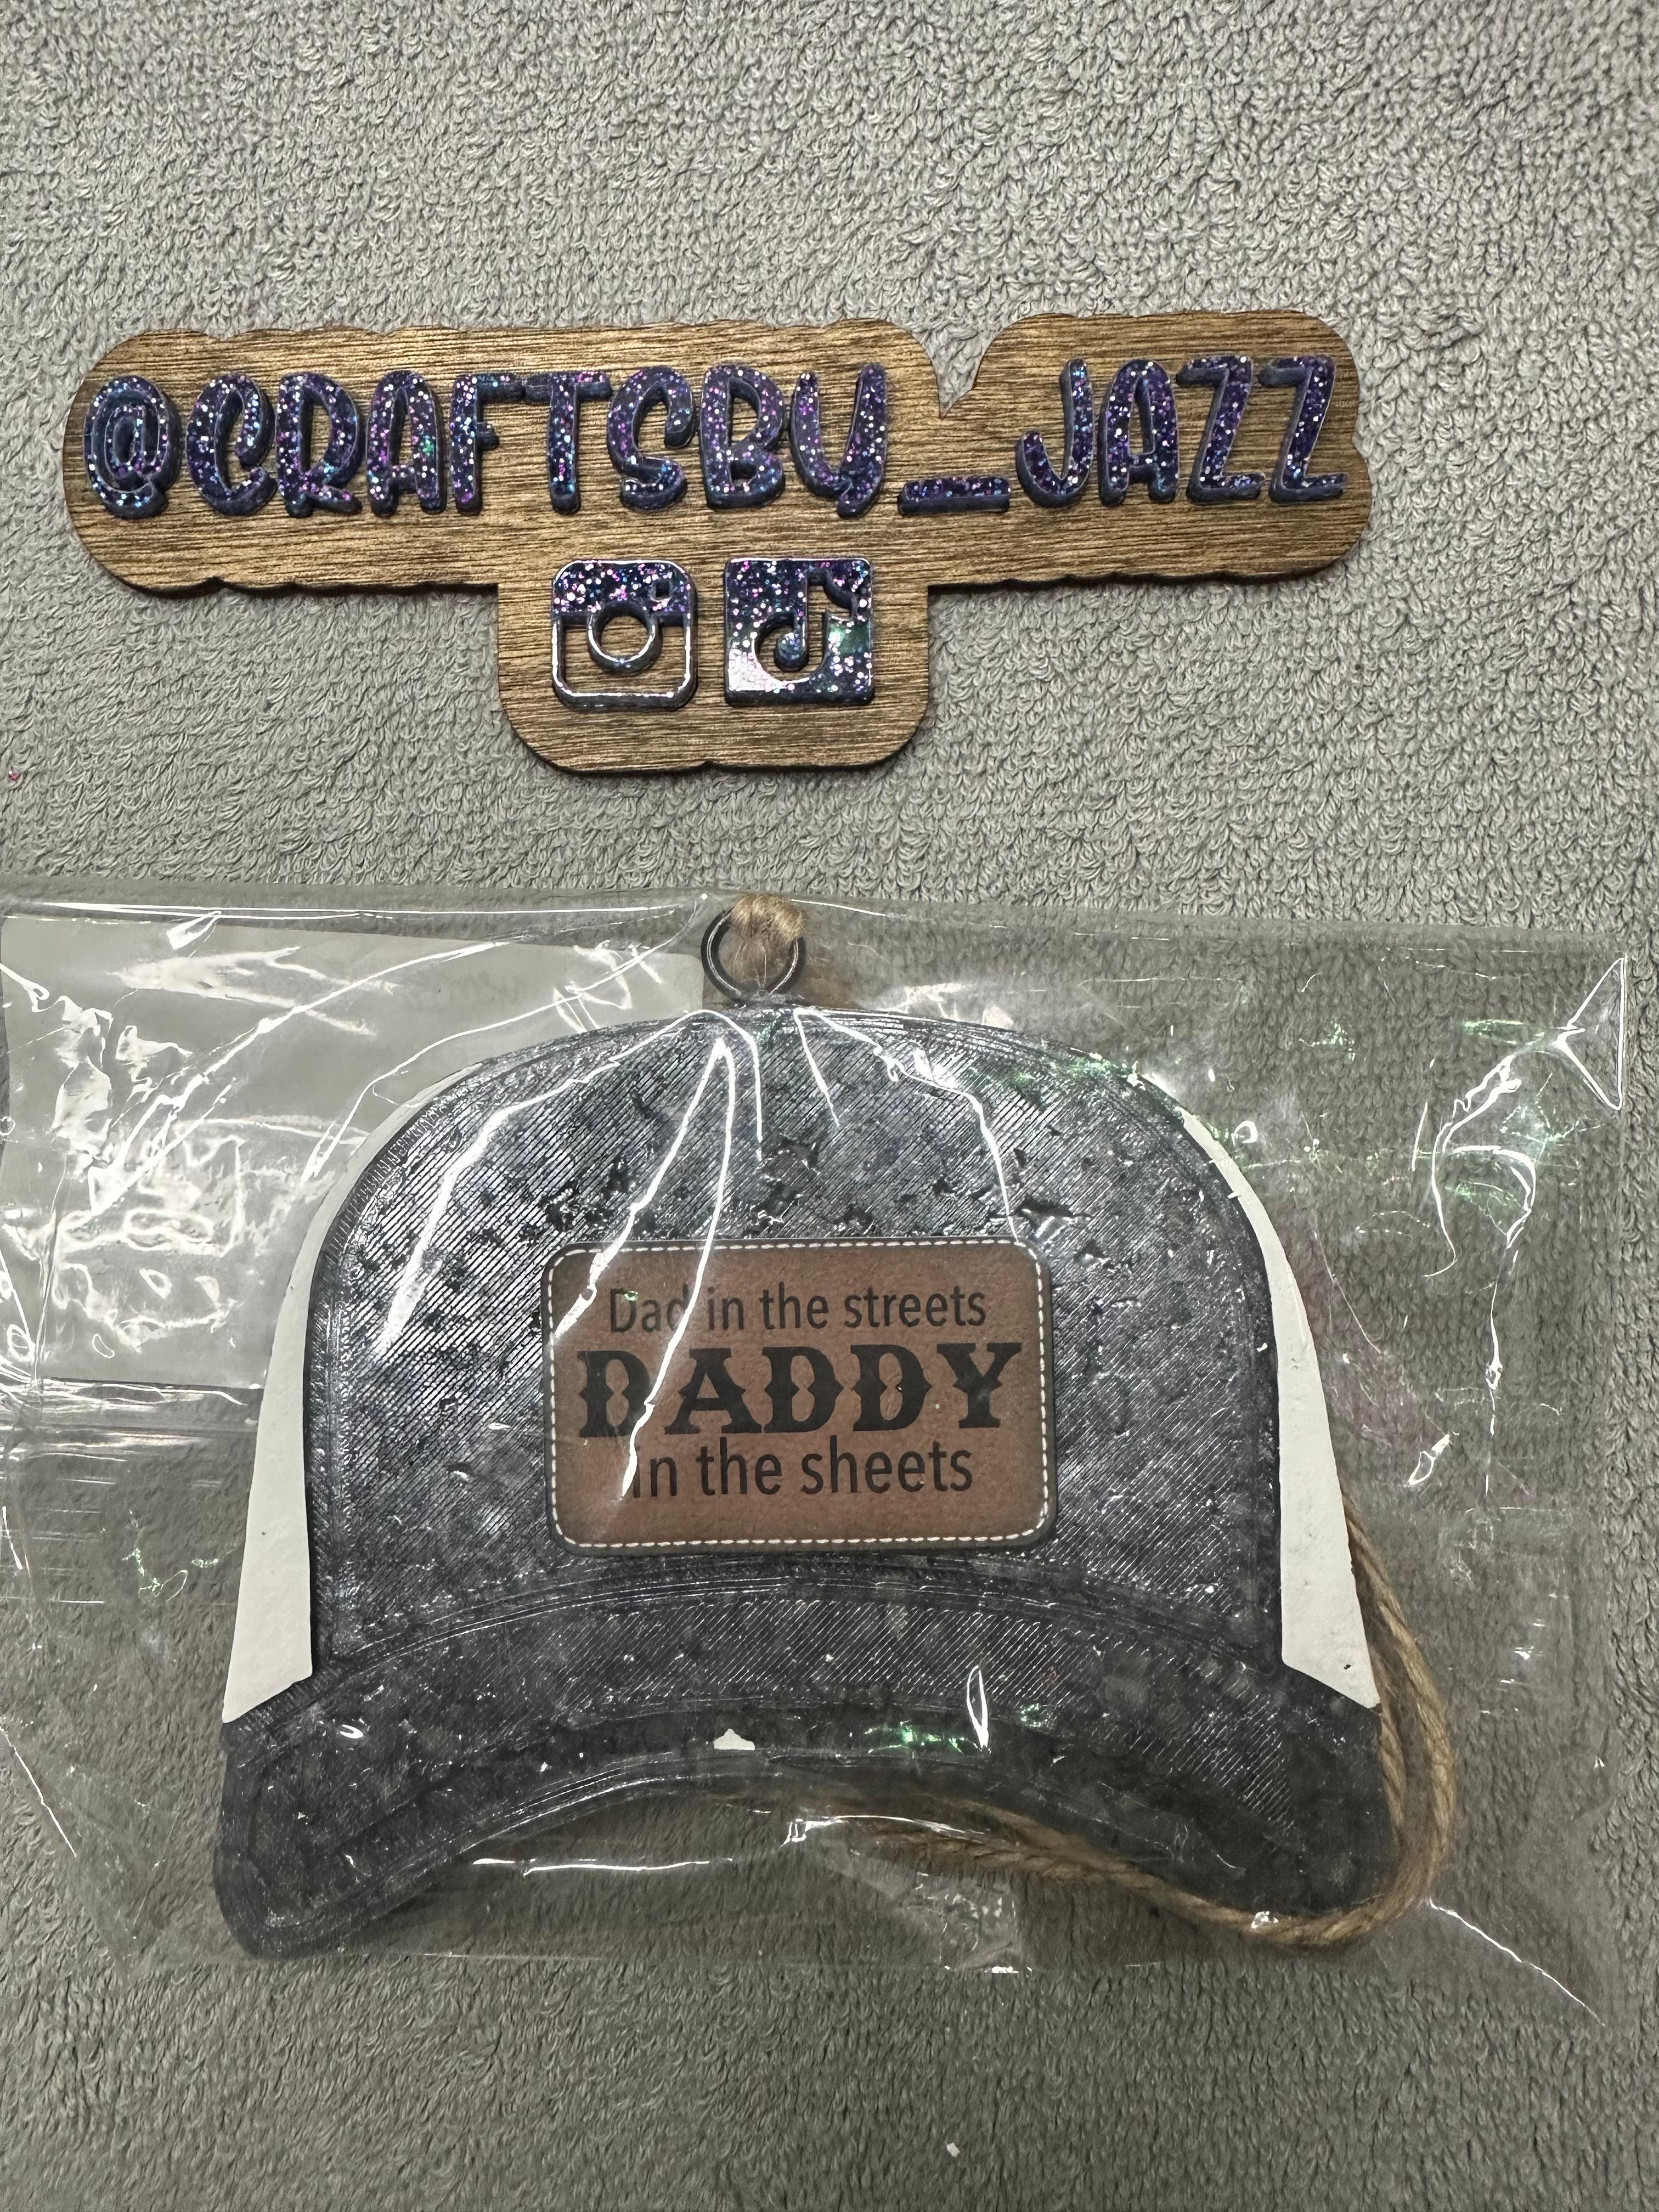 @CRAFTSBY_JAZZ
Dad in the streets
DADDY
in the sheets